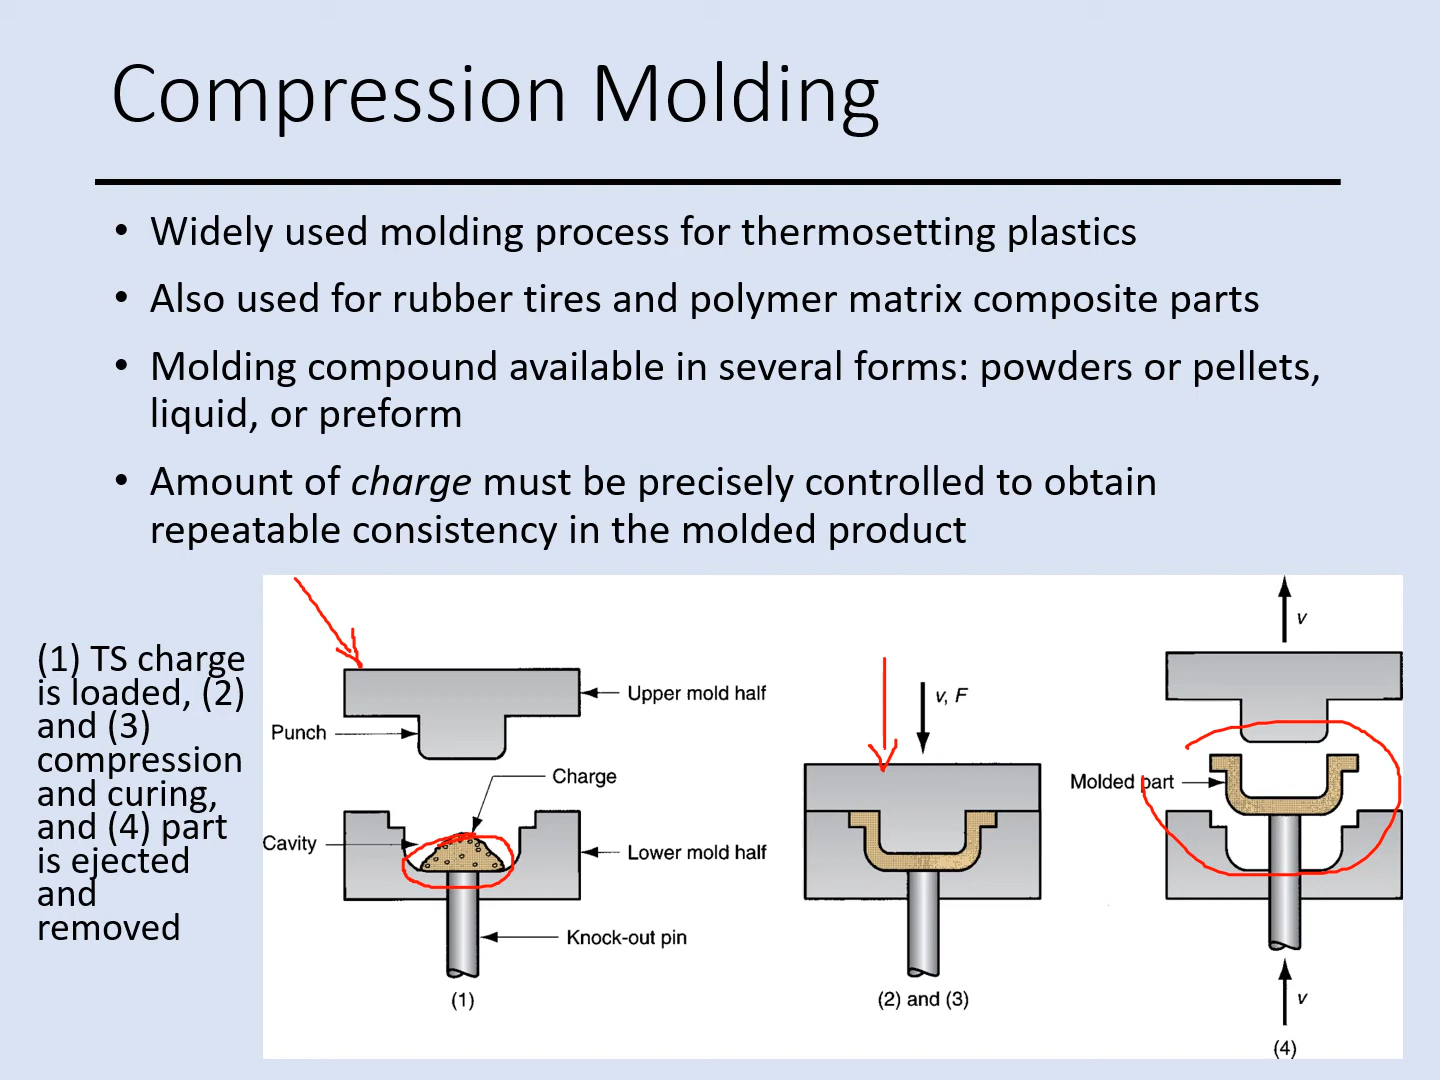 Compression Molding
• Widely used molding process for thermosetting plastics
• Also used for rubber tires and polymer matrix composite parts
• Molding compound available in several forms: powders or pellets,
liquid, or preform
• Amount of charge must be precisely controlled to obtain
repeatable consistency in the molded product
(1) TS charge
is loaded, (2)
and (3)
compression
and curing,
and (4) part
is ejected
and
removed
Upper mold half
Punch
Charge
Cavity
Lower mold half
Knock-out pin
(1)
v, F
(2) and (3)
v
Molded part
v
(4)